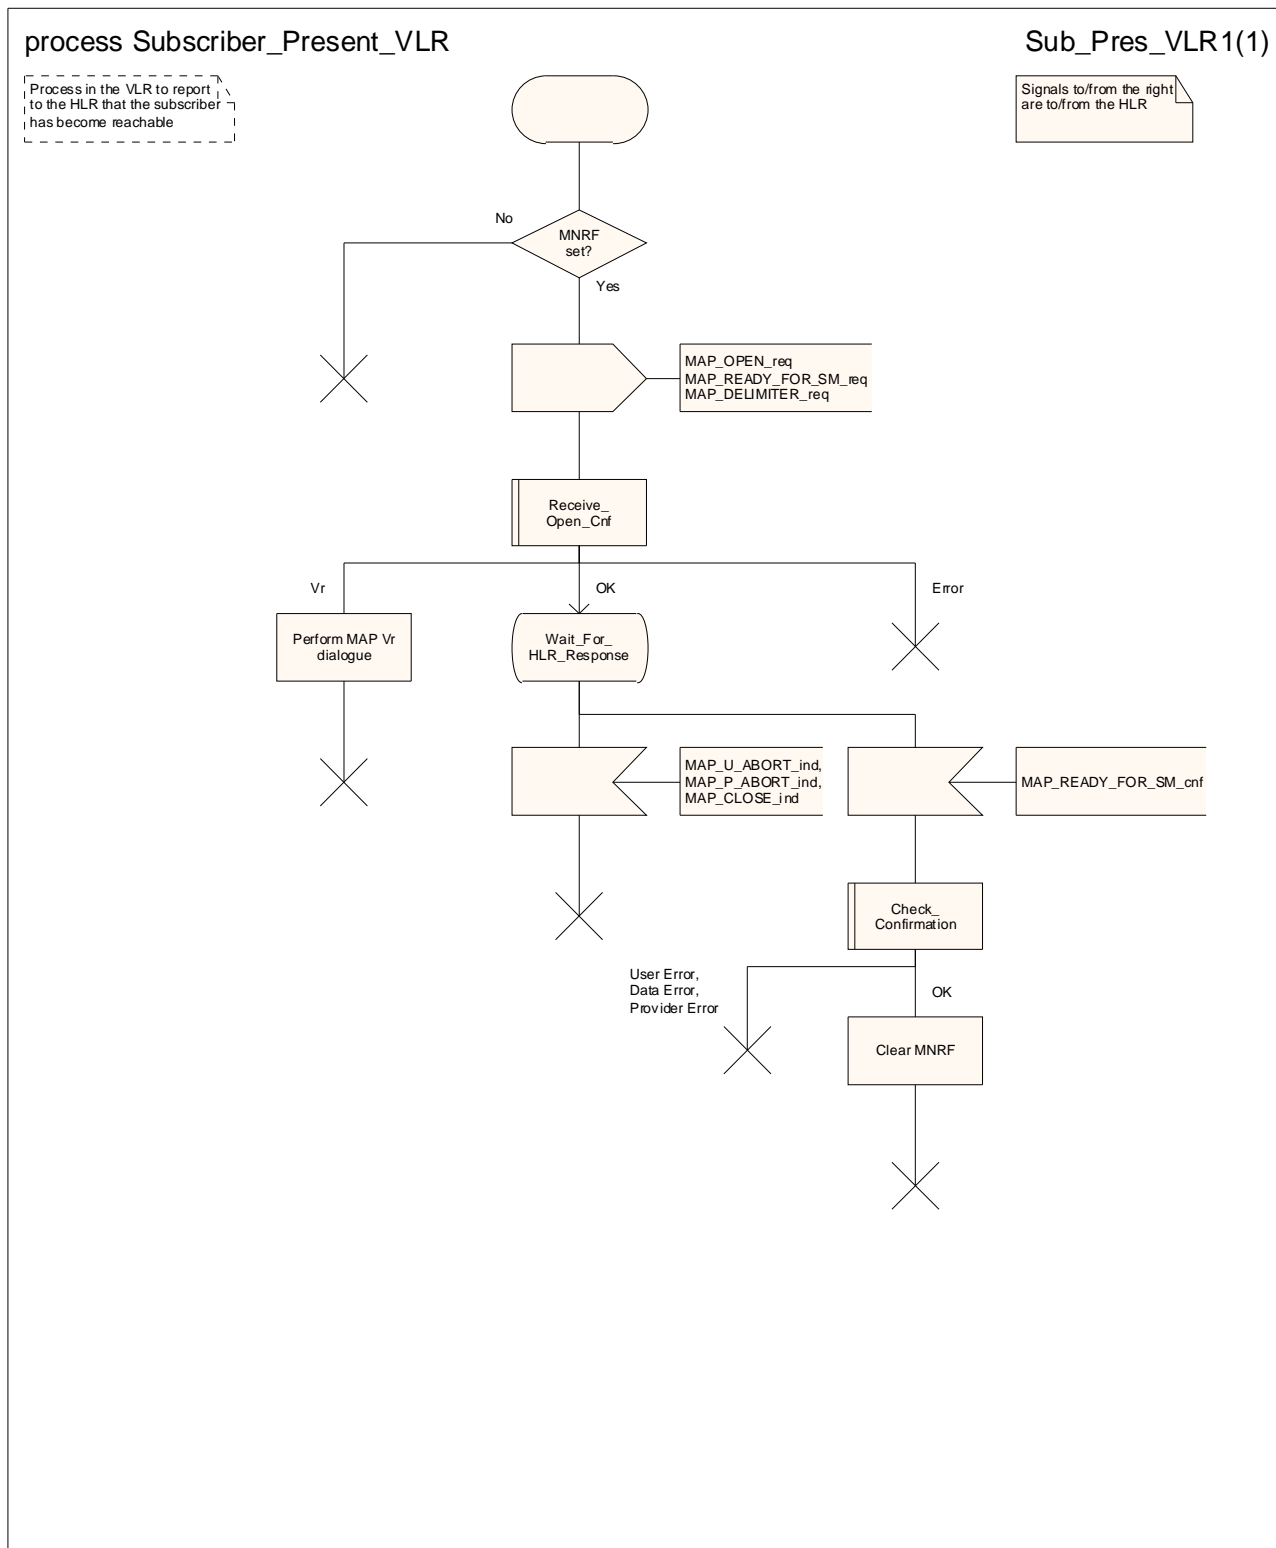 process Subscriber_Present_VLR
Sub_Pres_VLR1(1)
Process in the VLR to report
to the HLR that the subscriber
has become reachable
Signals to/from the right
are to/from the HLR
No
MNRF
set?
Yes
MAP_OPEN_req
MAP_READY_FOR_SM_req
MAP_DELIMITER_req
Receive_
Open_Cnf
Vr
OK
Error
Perform MAP Vr
dialogue
Wait_For_
HLR_Response
MAP_U_ABORT_ind,
MAP_P_ABORT_ind,
MAP_CLOSE_ind
MAP_READY_FOR_SM_cnf
Check_
Confirmation
User Error,
Data Error,
Provider Error
OK
Clear MNRF